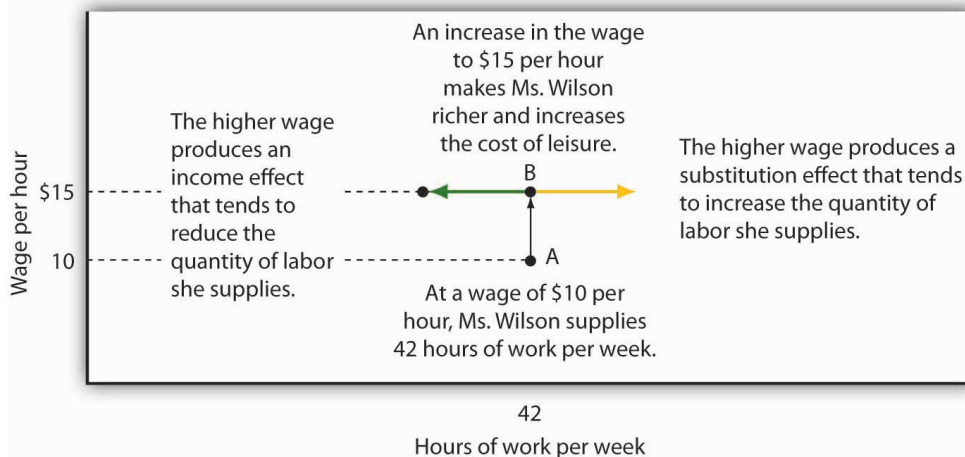 An increase in the wage
to $15 per hour
makes Ms. Wilson
richer and increases
the cost of leisure.
The higher wage
produces an
income effect
that tends to
reduce the
quantity of labor
she supplies.
The higher wage produces a
substitution effect that tends
to increase the quantity of
labor she supplies.
Wage per hour
$15
10
B
A
At a wage of $10 per
hour, Ms. Wilson supplies
42 hours of work per week.
42
Hours of work per week